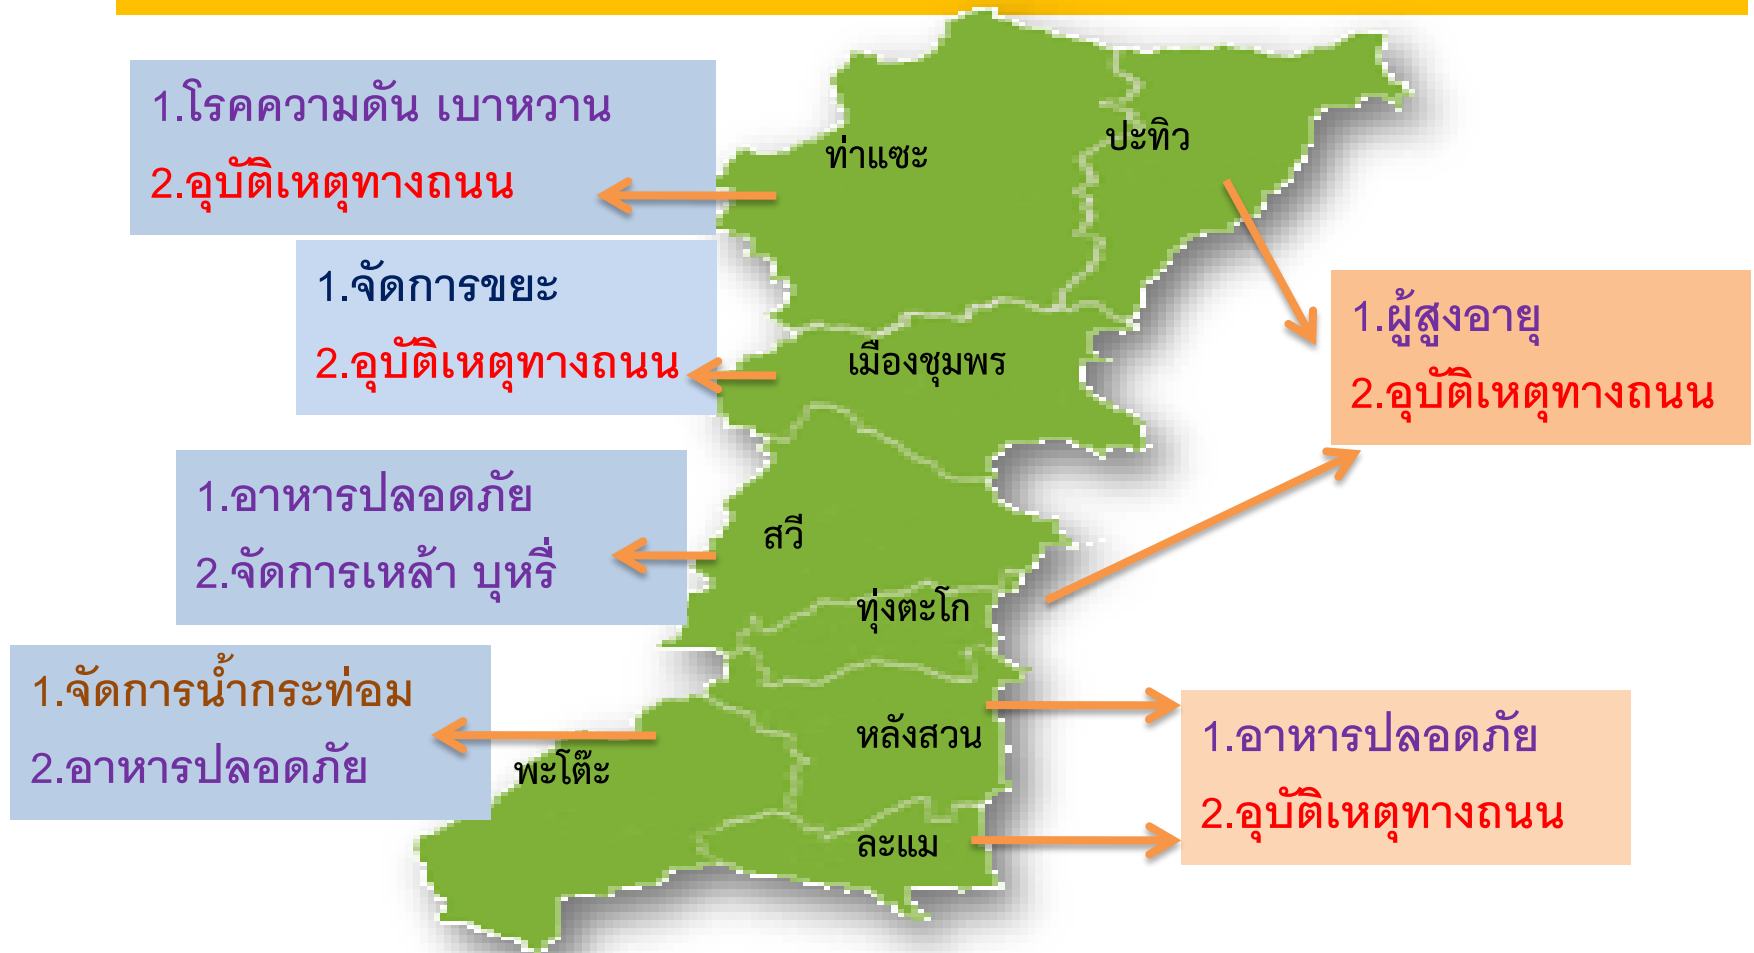 1.โรคความดัน เบาหวาน
2.อุบัติเหตุทางถนน
ท่าแซะ
ปะทิว
1.จัดการขยะ
2.อุบัติเหตุทางถนน
เมืองชุมพร
1.ผู้สูงอายุ
2.อุบัติเหตุทางถนน
1.อาหารปลอดภัย
2.จัดการเหล้า บุหรี่
สวี
ทุ่งตะโก
1.จัดการน้ำกระท่อม
2.อาหารปลอดภัย
พะโต๊ะ
หลังสวน
1.อาหารปลอดภัย
2.อุบัติเหตุทางถนน
ละแม